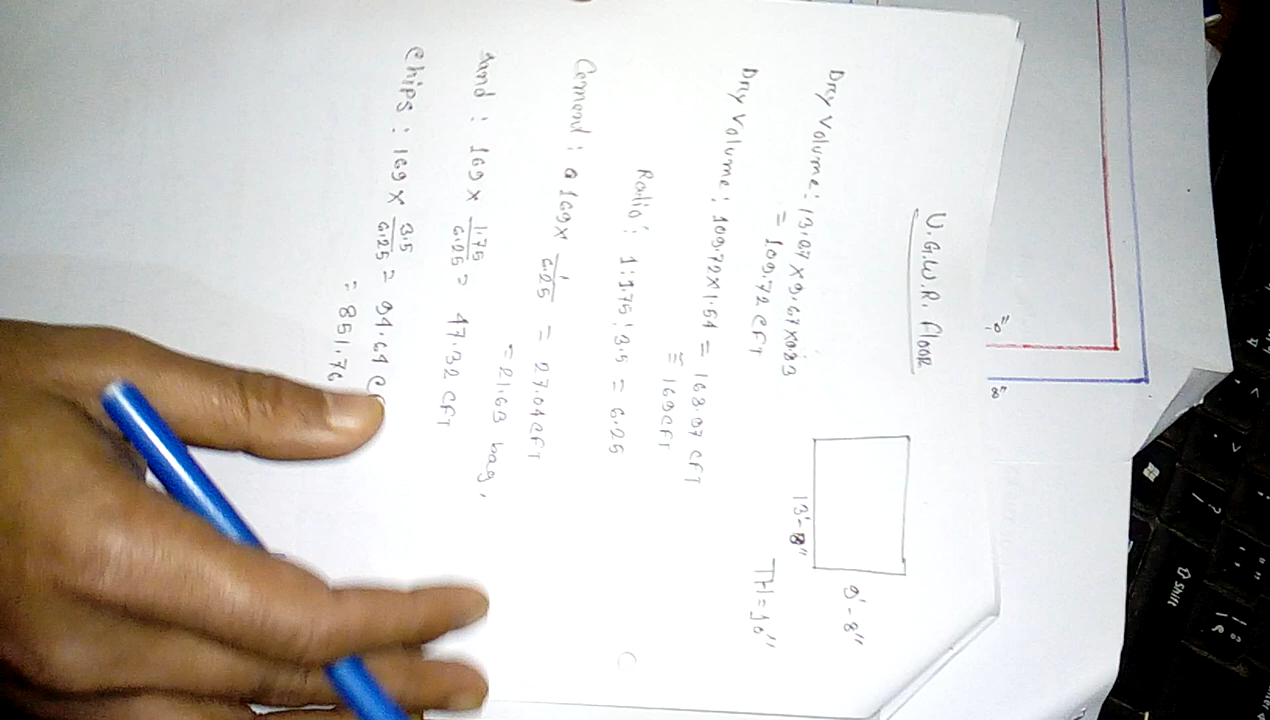 U.G.W.R. Floor
Dry Volume: 13.67 x 9.67 x 0.83
= 109.72 CFT
Dry Volume: 109.72 x 1.54 = 168.97 CFT
≅ 169 CFT
Ratio: 1:1.75:3.5 = 6.25
Cement: 169 x 1/6.25 = 27.04 CFT
= 21.63 bag,
sand: 169 x 1.75/6.25 = 47.32 CFT
Chips: 169 x 3.5/6.25 = 94.64 C
= 851.76
13'-8"
9'-8"
TH=10"
8"
Shift